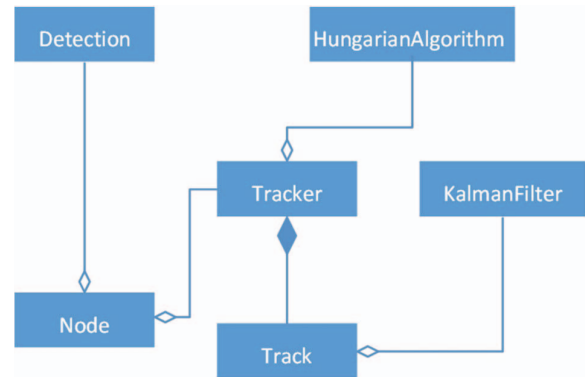 Detection
HungarianAlgorithm
Tracker
KalmanFilter
Node
Track